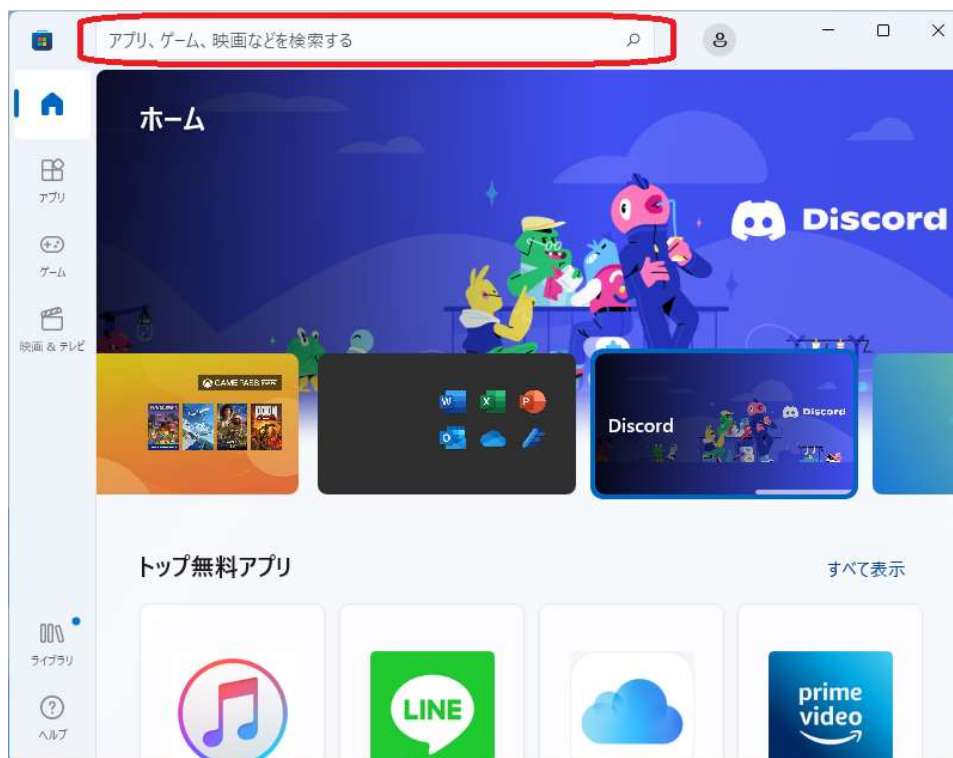 アプリ、ゲーム、映画などを検索する
ホーム
アプリ
ゲーム
映画 & テレビ
Discord
GAME PASS
W
X
P
Discord
Discord
トップ無料アプリ
すべて表示
ライブラリ
ヘルプ
LINE
prime
video